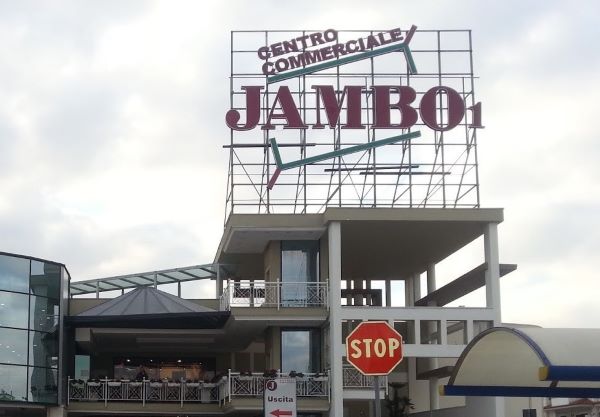 CENTRO
COMMERCIALE
JAMBO1
STOP
J
Uscita